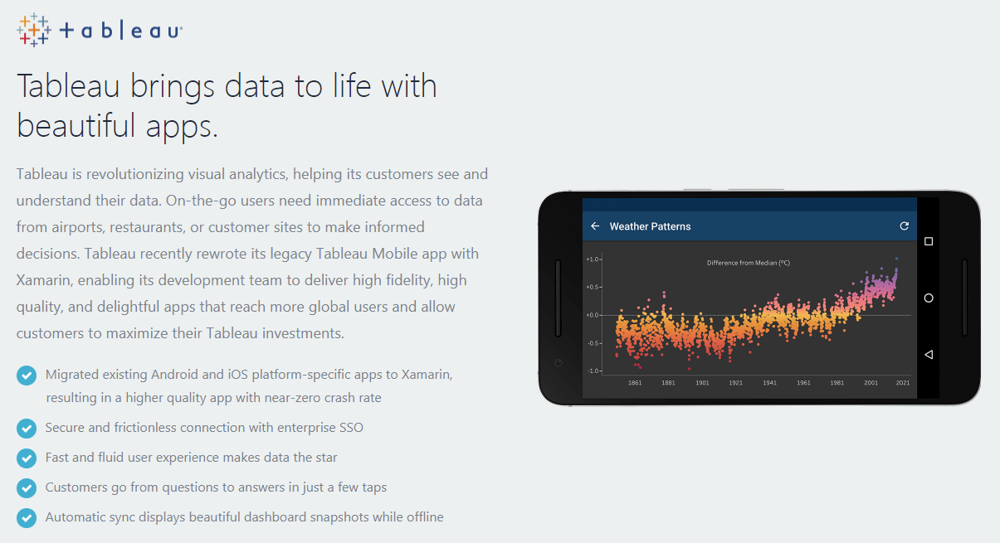 + a b l e a u
Tableau brings data to life with
beautiful apps.
Tableau is revolutionizing visual analytics, helping its customers see and
understand their data. On-the-go users need immediate access to data
from airports, restaurants, or customer sites to make informed
decisions. Tableau recently rewrote its legacy Tableau Mobile app with
Xamarin, enabling its development team to deliver high fidelity, high
quality, and delightful apps that reach more global users and allow
customers to maximize their Tableau investments.
Migrated existing Android and iOS platform-specific apps to Xamarin,
resulting in a higher quality app with near-zero crash rate
Secure and frictionless connection with enterprise SSO
Fast and fluid user experience makes data the star
Customers go from questions to answers in just a few taps
Automatic sync displays beautiful dashboard snapshots while offline
Weather Patterns
Difference from Median (ºC)
+1.0
+0.5
+0.0
-0.5
-1.0
1861 1881 1901 1921 1941 1961 1981 2001 2021